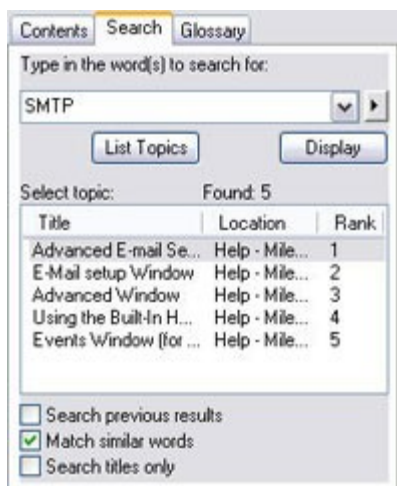 Contents Search Glossary
Type in the word(s) to search for:
SMTP
List Topics Display
Select topic: Found: 5
Title Location Rank
Advanced E-mail Se... Help - Mile... 1
E-Mail setup Window Help - Mile... 2
Advanced Window Help - Mile... 3
Using the Built-In H... Help - Mile... 4
Events Window (for ... Help - Mile... 5
Search previous results
Match similar words
Search titles only